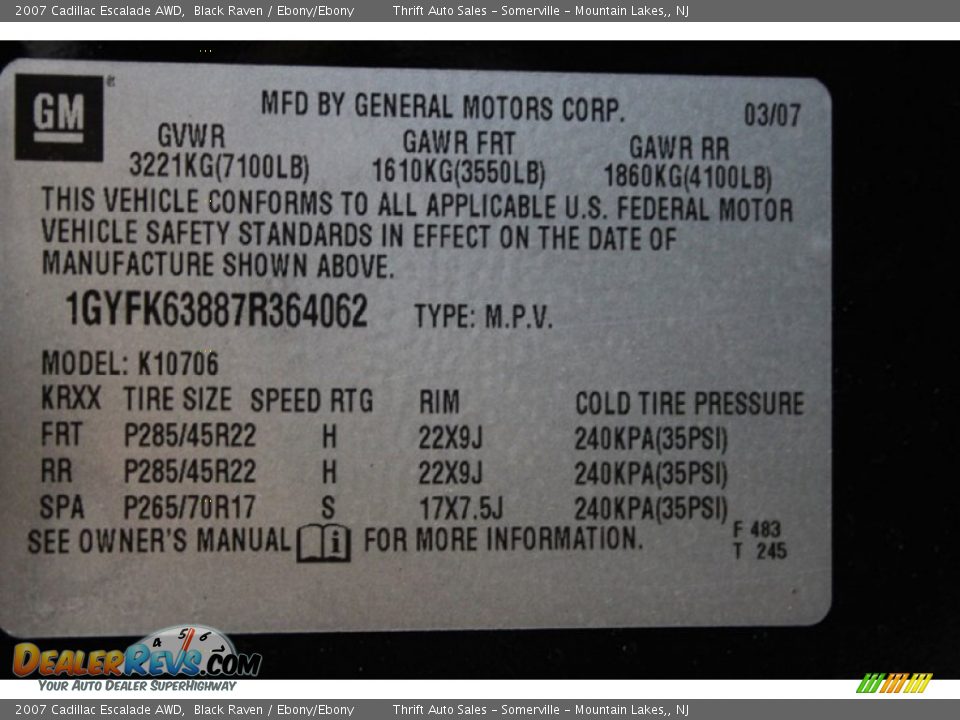 2007 Cadillac Escalade AWD, Black Raven / Ebony/Ebony Thrift Auto Sales - Somerville - Mountain Lakes,, NJ
GM ®
MFD BY GENERAL MOTORS CORP. 03/07
GVWR GAWR FRT GAWR RR
3221KG(7100LB) 1610KG(3550LB) 1860KG(4100LB)
THIS VEHICLE CONFORMS TO ALL APPLICABLE U.S. FEDERAL MOTOR
VEHICLE SAFETY STANDARDS IN EFFECT ON THE DATE OF
MANUFACTURE SHOWN ABOVE.
1GYFK63887R364062 TYPE: M.P.V.
MODEL: K10706
KRXX TIRE SIZE SPEED RTG RIM COLD TIRE PRESSURE
FRT P285/45R22 H 22X9J 240KPA(35PSI)
RR P285/45R22 H 22X9J 240KPA(35PSI)
SPA P265/70R17 S 17X7.5J 240KPA(35PSI)
SEE OWNER'S MANUAL i FOR MORE INFORMATION.
F 483
T 245
4 5 6 7
DEALERREVS.COM
YOUR AUTO DEALER SUPERHIGHWAY
2007 Cadillac Escalade AWD, Black Raven / Ebony/Ebony Thrift Auto Sales - Somerville - Mountain Lakes,, NJ